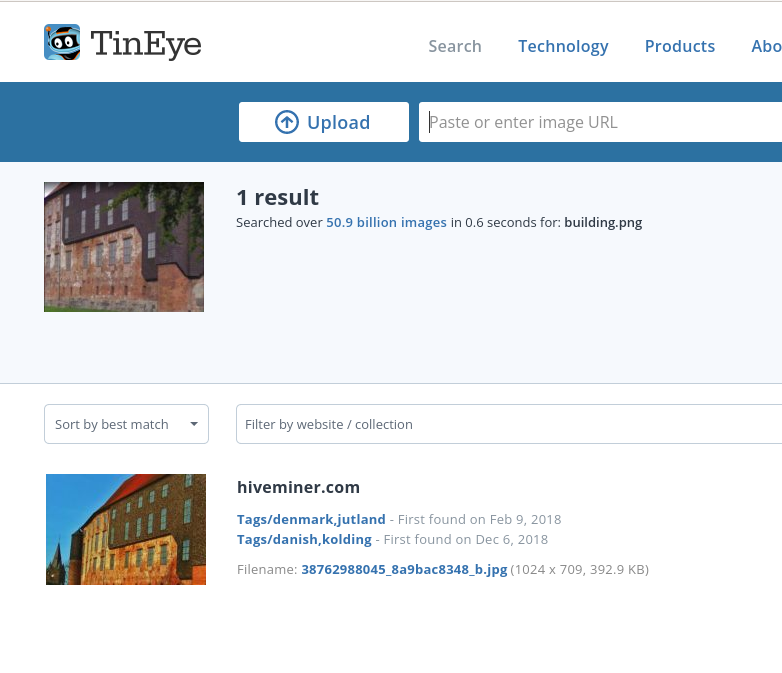 TinEye
Search Technology Products Abo
Upload
Paste or enter image URL
1 result
Searched over 50.9 billion images in 0.6 seconds for: building.png
Sort by best match
Filter by website / collection
hiveminer.com
Tags/denmark,jutland - First found on Feb 9, 2018
Tags/danish,kolding - First found on Dec 6, 2018
Filename: 38762988045_8a9bac8348_b.jpg (1024 x 709, 392.9 KB)